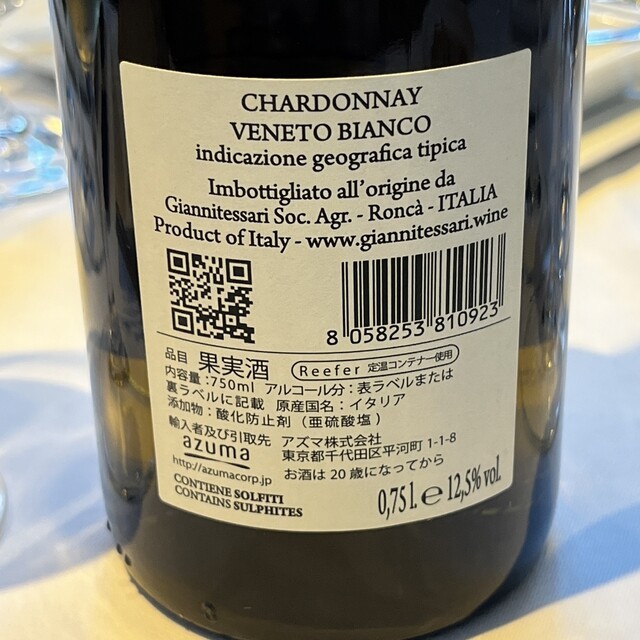 CHARDONNAY
VENETO BIANCO
indicazione geografica tipica
Imbottigliato all'origine da
Giannitessari Soc. Agr. - Roncà - ITALIA
Product of Italy - www.giannitessari.wine
8 058253 810923
品目 果実酒 Reefer 定温コンテナー使用
内容量:750ml アルコール分:表ラベルまたは
裏ラベルに記載 原産国名:イタリア
添加物:酸化防止剤(亜硫酸塩)
輸入者及び引取先 アズマ株式会社
azuma 東京都千代田区平河町 1-1-8
http://azumacorp.jp お酒は20歳になってから
CONTIENE SOLFITI
CONTAINS SULPHITES
0,75 l. e 12,5% vol.